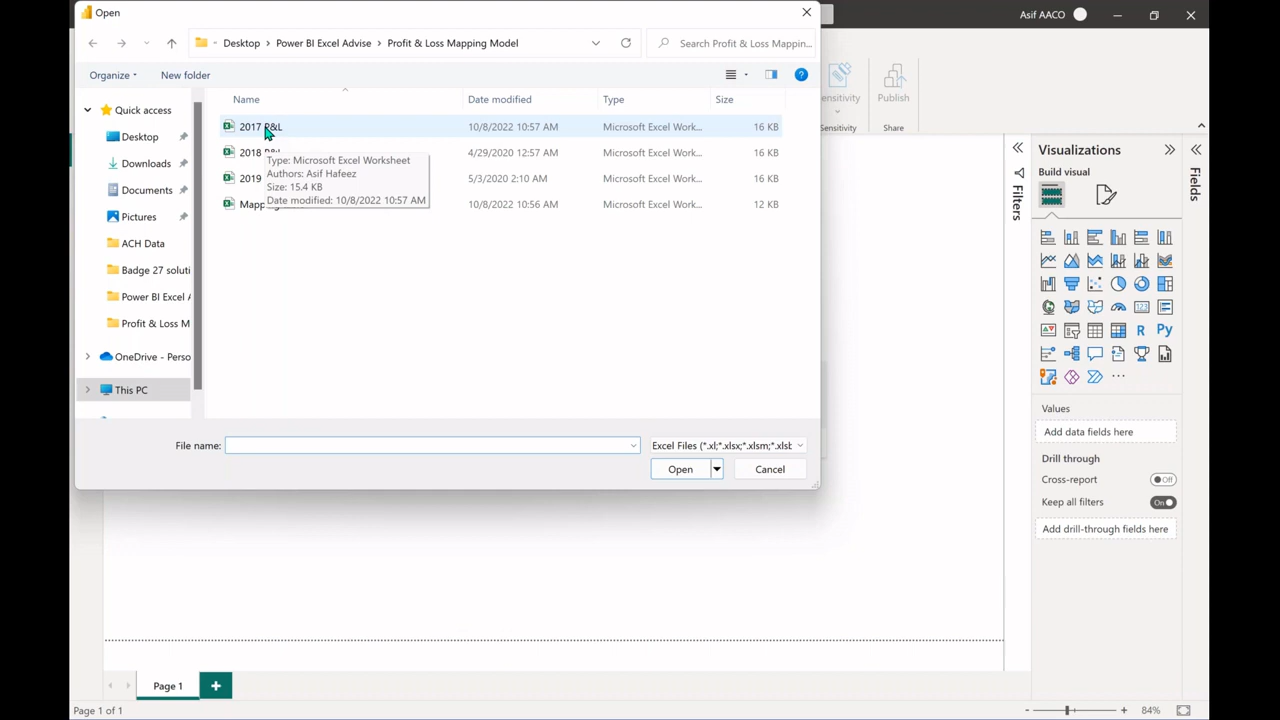 Open
Asif AACO
Desktop
Power BI Excel Advise
Profit & Loss Mapping Model
Search Profit & Loss Mappin...
Organize
New folder
Sensitivity
Publish
Sensitivity
Share
Quick access
Desktop
Downloads
Documents
Pictures
ACH Data
Badge 27 soluti
Power BI Excel A
Profit & Loss M
OneDrive - Perso
This PC
Name
Date modified
Type
Size
2017 P&L
10/8/2022 10:57 AM
Microsoft Excel Work...
16 KB
2018 P&L
4/29/2020 12:57 AM
Microsoft Excel Work...
16 KB
2019
5/3/2020 2:10 AM
Microsoft Excel Work...
16 KB
10/8/2022 10:56 AM
Microsoft Excel Work...
12 KB
Type: Microsoft Excel Worksheet
Authors: Asif Hafeez
Size: 15.4 KB
Date modified: 10/8/2022 10:57 AM
File name:
Excel Files (*.xl;*.xlsx;*.xlsm;*.xlsb
Open
Cancel
Filters
Visualizations
Build visual
R
Py
123
Values
Add data fields here
Drill through
Cross-report
Off
Keep all filters
On
Add drill-through fields here
Fields
Page 1
Page 1 of 1
84%